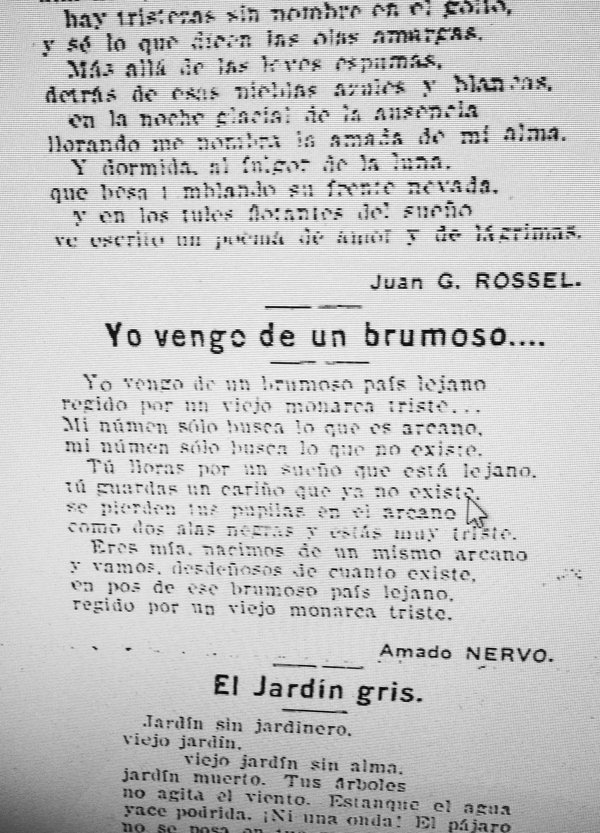 hay tristezas sin nombre en el
y sé lo que dicen las olas amargas.
Más allá de las leves espumas,
detrás de esas nieblas azules y blancas,
en la noche glacial de la ausencia
llorando me nombra la amada de mi alma.
Y dormida, al fulgor de la luna,
que besa su frente nevada,
y en los tules flotantes del sueño
ve escrito un poema de amor y de lágrimas.
Juan G. ROSSEL.
Yo vengo de un brumoso....
Yo vengo de un brumoso país lejano
regido por un viejo monarca triste...
Mi númen sólo busca lo que es arcano,
mi númen sólo busca lo que no existe.
Tú lloras por un sueño que está lejano,
tú guardas un cariño que ya no existe,
se pierden tus pupilas en el arcano
como dos alas negras y estás muy triste.
Eres mía, nacimos de un mismo arcano
y vamos, desdeñosos de cuanto existe,
en pos de ese brumoso país lejano,
regido por un viejo monarca triste.
Amado NERVO.
El Jardín gris.
Jardín sin jardinero,
viejo jardín,
viejo jardín sin alma,
jardín muerto. Tus árboles
no agita el viento. Estanque el agua
yace podrida. ¡Ni una onda! El pájaro
no se posa en